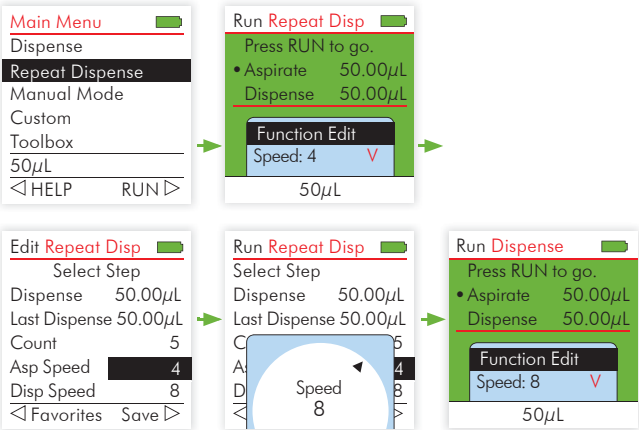 Main Menu
Dispense
Repeat Dispense
Manual Mode
Custom
Toolbox
50µL
HELP RUN
Run Repeat Disp
Press RUN to go.
• Aspirate 50.00µL
Dispense 50.00µL
Function Edit
Speed: 4 V
50µL
Edit Repeat Disp
Select Step
Dispense 50.00µL
Last Dispense 50.00µL
Count 5
Asp Speed 4
Disp Speed 8
Favorites Save
Run Repeat Disp
Select Step
Dispense 50.00µL
Last Dispense 50.00µL
C 5
A 4
D 8
Speed
8
Run Dispense
Press RUN to go.
• Aspirate 50.00µL
Dispense 50.00µL
Function Edit
Speed: 8 V
50µL